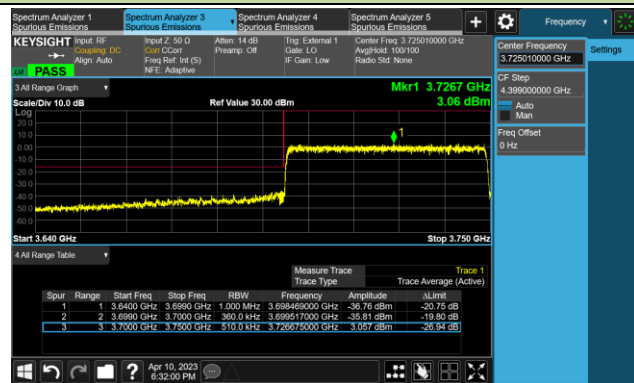 Spectrum Analyzer 1 Spurious Emissions
Spectrum Analyzer 3 Spurious Emissions
Spectrum Analyzer 4 Spurious Emissions
Spectrum Analyzer 5 Spurious Emissions
+
Frequency
KEYSIGHT Input: RF Input Z: 50 Ω Atten: 14 dB Trig: External 1 Center Freq: 3.725010000 GHz
Coupling: DC Corr CCorr Preamp: Off Gate: LO Avg|Hold: 100/100
Align: Auto Freq Ref: Int (S) IF Gain: Low Radio Std: None
NFE: Adaptive
PASS
Center Frequency
3.725010000 GHz
Settings
CF Step
4.399000000 GHz
Auto
Man
Freq Offset
0 Hz
3 All Range Graph
Mkr1 3.7267 GHz
Scale/Div 10.0 dB Ref Value 30.00 dBm 3.06 dBm
Log
20.0
10.0
0.00
-10.0
-20.0
-30.0
-40.0
-50.0
-60.0
1
Start 3.640 GHz Stop 3.750 GHz
4 All Range Table
Measure Trace Trace 1
Trace Type Trace Average (Active)
Spur Range Start Freq Stop Freq RBW Frequency Amplitude ΔLimit
1 1 3.6400 GHz 3.6990 GHz 1.000 MHz 3.698469000 GHz -36.76 dBm -20.75 dB
2 2 3.6990 GHz 3.7000 GHz 360.0 kHz 3.699517000 GHz -35.81 dBm -19.80 dB
3 3 3.7000 GHz 3.7500 GHz 510.0 kHz 3.726675000 GHz 3.057 dBm -26.94 dB
?
Apr 10, 2023
6:32:00 PM